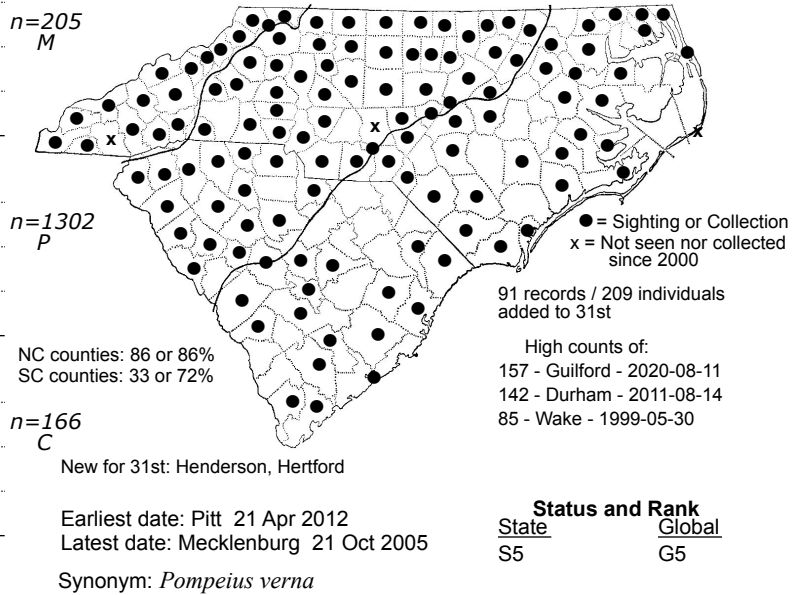 n=205
M
n=1302
P
n=166
C
x
x
x
● = Sighting or Collection
x = Not seen nor collected
since 2000
91 records / 209 individuals
added to 31st
High counts of:
157 - Guilford - 2020-08-11
142 - Durham - 2011-08-14
85 - Wake - 1999-05-30
NC counties: 86 or 86%
SC counties: 33 or 72%
New for 31st: Henderson, Hertford
Earliest date: Pitt 21 Apr 2012
Latest date: Mecklenburg 21 Oct 2005
Synonym: Pompeius verna
Status and Rank
State Global
S5 G5